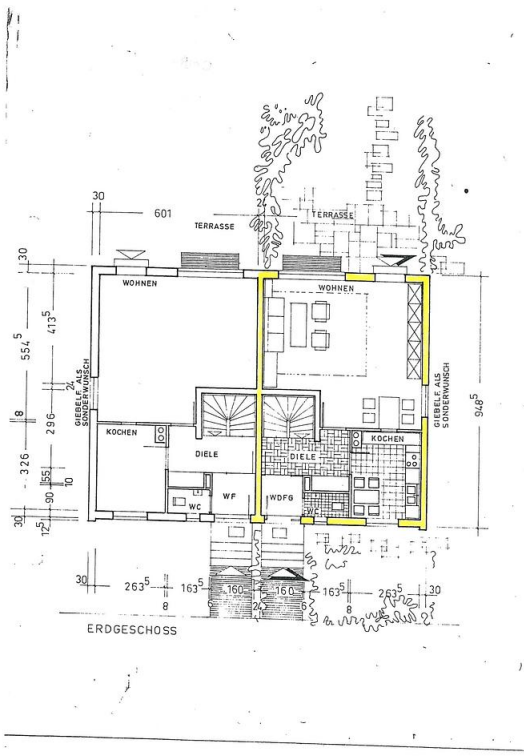 30
601
24
TERRASSE
TERRASSE
30
WOHNEN
WOHNEN
413⁵
554⁵
24
GIEBELF. ALS
SONDERWUNSCH
GIEBELF. ALS
SONDERWUNSCH
948⁵
8
296
326
KOCHEN
KOCHEN
DIELE
DIELE
55
10
90
WC
WF
WDFG
WC
30
12⁵
30
263⁵
163⁵
160
24
160
163⁵
263⁵
30
8
6
8
ERDGESCHOSS